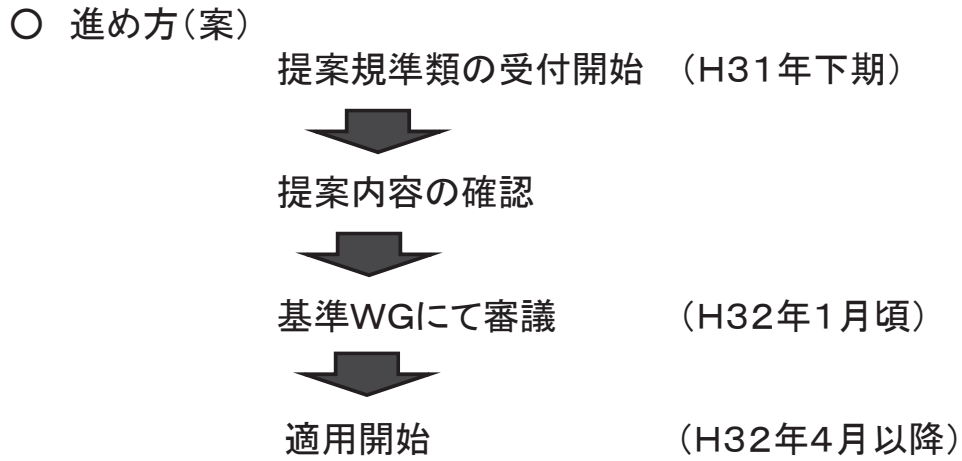 ○ 進め方(案)
提案規準類の受付開始 (H31年下期)
提案内容の確認
基準WGにて審議 (H32年1月頃)
適用開始 (H32年4月以降)